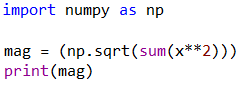 import numpy as np
mag = (np.sqrt(sum(x**2)))
print(mag)